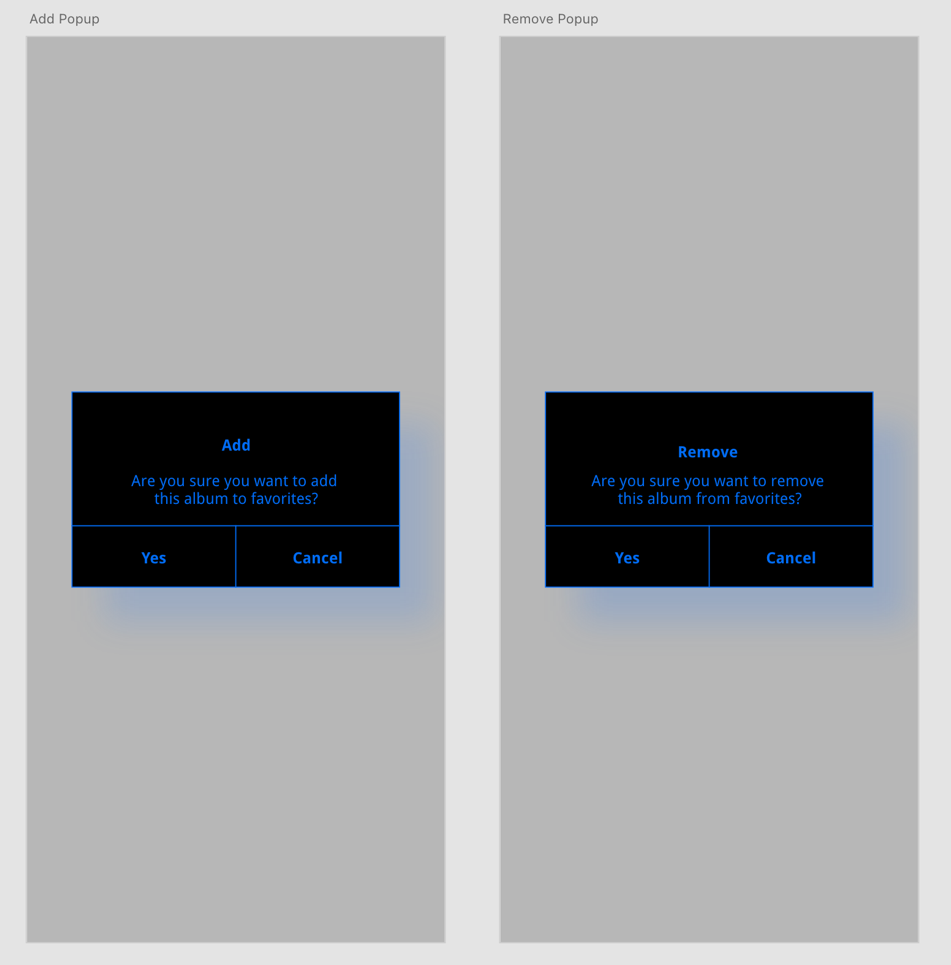 Add Popup
Remove Popup
Add
Are you sure you want to add
this album to favorites?
Yes
Cancel
Remove
Are you sure you want to remove
this album from favorites?
Yes
Cancel